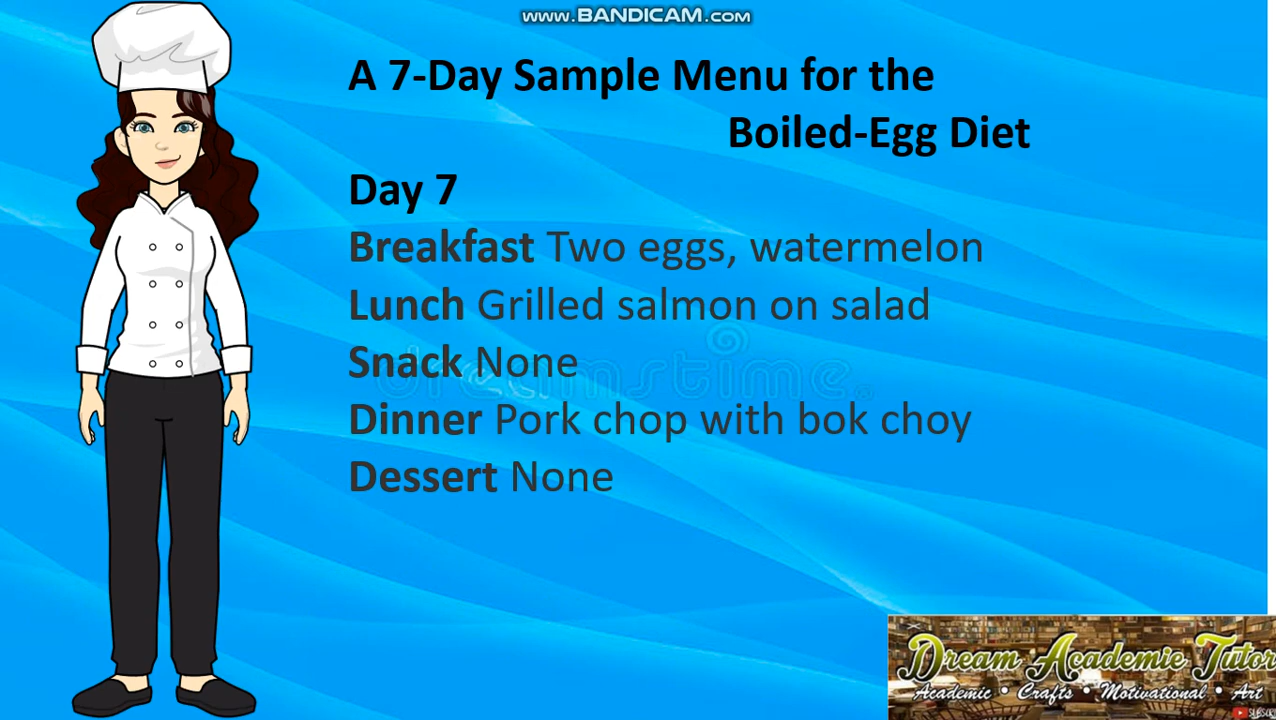 www.BANDICAM.com
A 7-Day Sample Menu for the
Boiled-Egg Diet
Day 7
Breakfast Two eggs, watermelon
Lunch Grilled salmon on salad
Snack None
dreamstime
Dinner Pork chop with bok choy
Dessert None
Dream Academic Tutor
Academic • Crafts • Motivational • Art